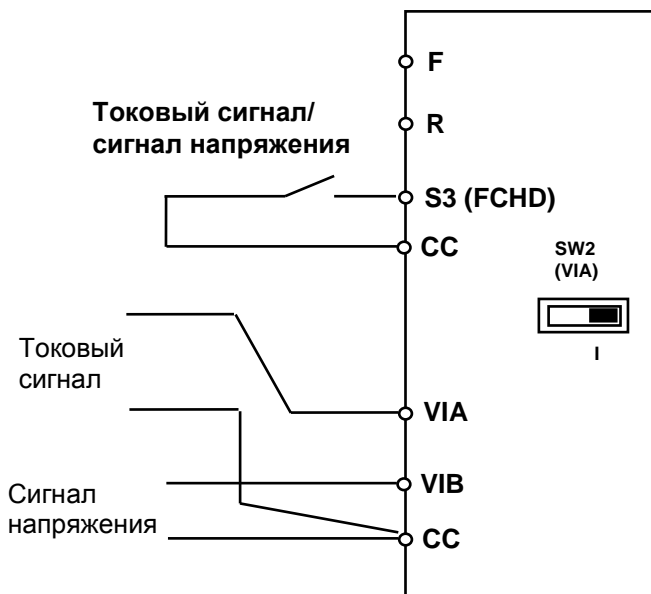 F
Токовый сигнал/
сигнал напряжения
R
S3 (FCHD)
CC
SW2
(VIA)
I
Токовый
сигнал
VIA
VIB
Сигнал
напряжения
CC